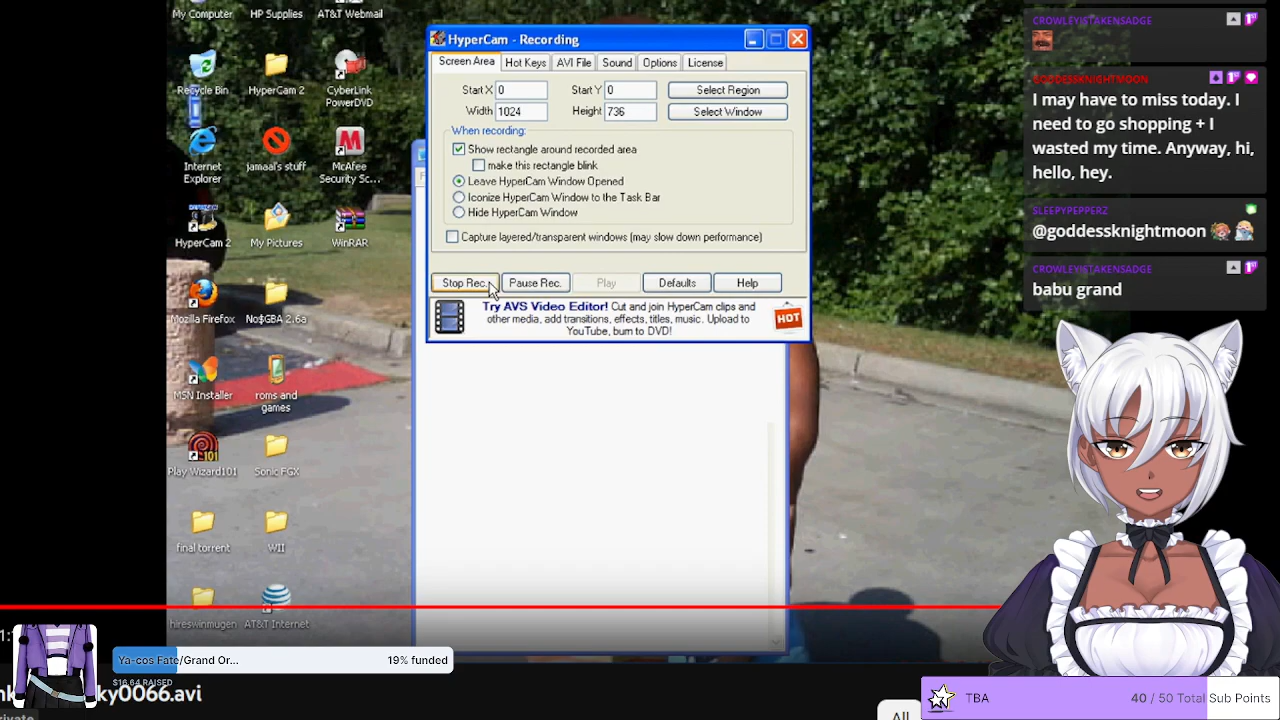 My Computer
HP Supplies
AT&T Webmail
Recycle Bin
HyperCam 2
CyberLink
PowerDVD
Internet
Explorer
jamaal's stuff
McAfee
Security Sc...
HyperCam 2
My Pictures
WinRAR
Mozilla Firefox
No$GBA 2.6a
MSN Installer
roms and
games
101
Play Wizard101
Sonic FGX
final torrent
WII
hireswinmugen
AT&T Internet
HyperCam - Recording
Screen Area
Hot Keys
AVI File
Sound
Options
License
Start X 0
Start Y 0
Select Region
Width 1024
Height 736
Select Window
When recording:
Show rectangle around recorded area
make this rectangle blink
Leave HyperCam Window Opened
Iconize HyperCam Window to the Task Bar
Hide HyperCam Window
Capture layered/transparent windows (may slow down performance)
Stop Rec.
Pause Rec.
Play
Defaults
Help
Try AVS Video Editor! Cut and join HyperCam clips and
other media, add transitions, effects, titles, music. Upload to
YouTube, burn to DVD!
HOT
CROWLEYISTAKENSADGE
GODDESSKNIGHTMOON
I may have to miss today. I
need to go shopping + I
wasted my time. Anyway, hi,
hello, hey.
SLEEPYPEPPERZ
@goddessknightmoon
CROWLEYISTAKENSADGE
babu grand
Ya-cos Fate/Grand Or...
19% funded
$16.64 RAISED
ky0066.avi
All
TBA
40 / 50 Total Sub Points